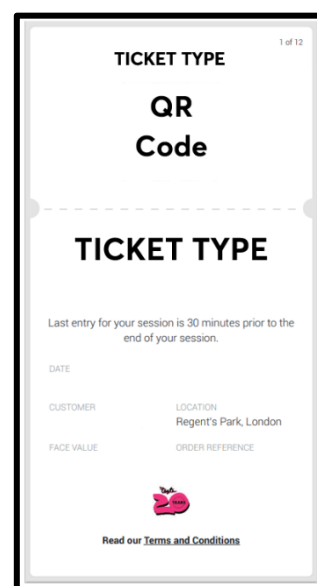 1 of 12
TICKET TYPE
QR
Code
TICKET TYPE
Last entry for your session is 30 minutes prior to the
end of your session.
DATE
CUSTOMER
LOCATION
Regent's Park, London
FACE VALUE
ORDER REFERENCE
20
YEARS
Read our Terms and Conditions